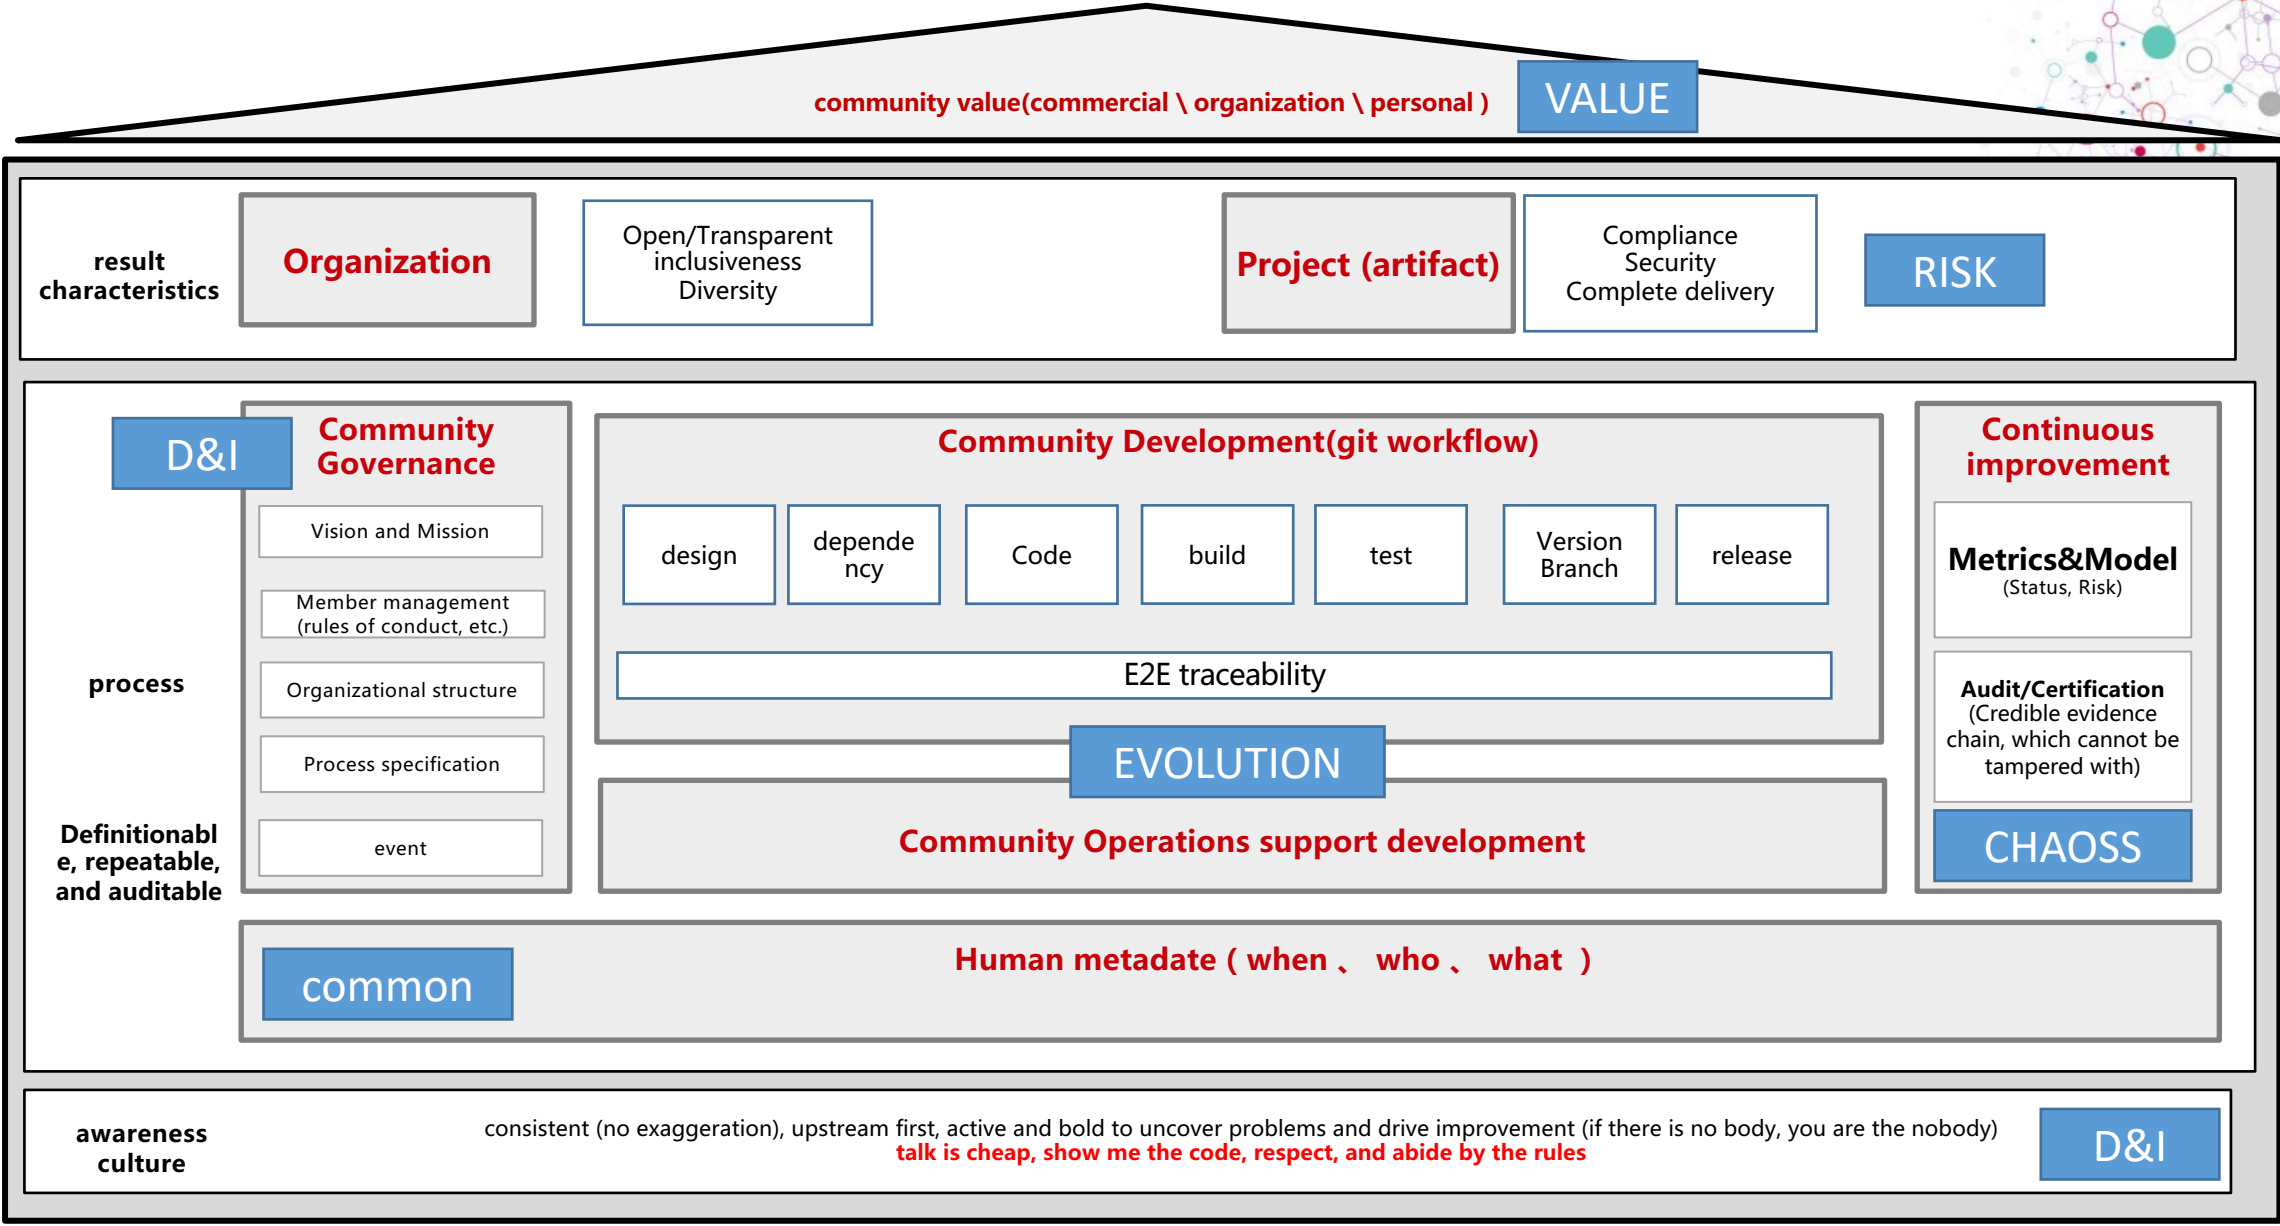 community value(commercial \ organization \ personal )
VALUE
result
characteristics
Organization
Open/Transparent
inclusiveness
Diversity
Project (artifact)
Compliance
Security
Complete delivery
RISK
process
Definitionabl
e, repeatable,
and auditable
D&I
Community
Governance
Vision and Mission
Member management
(rules of conduct, etc.)
Organizational structure
Process specification
event
Community Development(git workflow)
design
depende
ncy
Code
build
test
Version
Branch
release
E2E traceability
EVOLUTION
Community Operations support development
Continuous
improvement
Metrics&Model
(Status, Risk)
Audit/Certification
(Credible evidence
chain, which cannot be
tampered with)
CHAOSS
common
Human metadate ( when 、 who 、 what )
awareness
culture
consistent (no exaggeration), upstream first, active and bold to uncover problems and drive improvement (if there is no body, you are the nobody)
talk is cheap, show me the code, respect, and abide by the rules
D&I